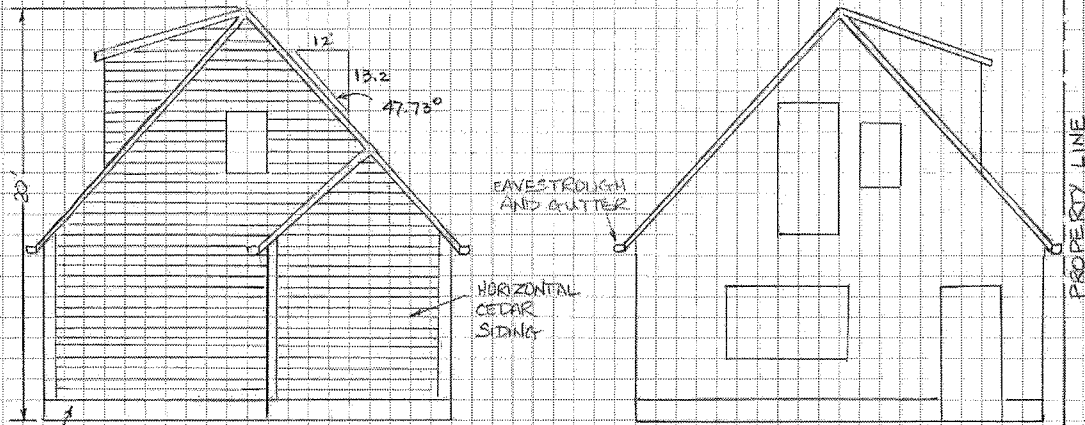 12
13.2
47.73°
20'
EAVESTROUGH
AND GUTTER
HORIZONTAL
CEDAR
SIDING
PROPERTY LINE